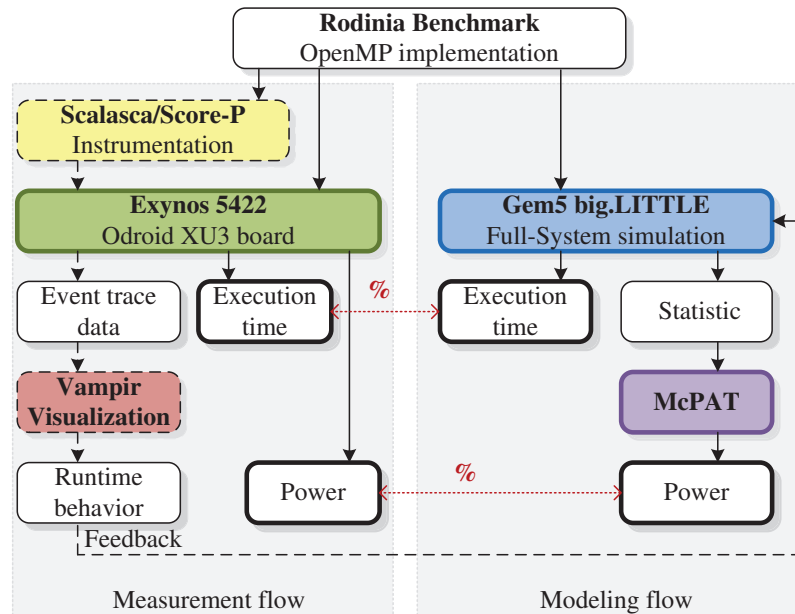 Rodinia Benchmark
OpenMP implementation
Scalasca/Score-P
Instrumentation
Exynos 5422
Odroid XU3 board
Gem5 big.LITTLE
Full-System simulation
Event trace
data
Execution
time
%
Execution
time
Statistic
Vampir
Visualization
McPAT
Runtime
behavior
Power
%
Power
Feedback
Measurement flow
Modeling flow